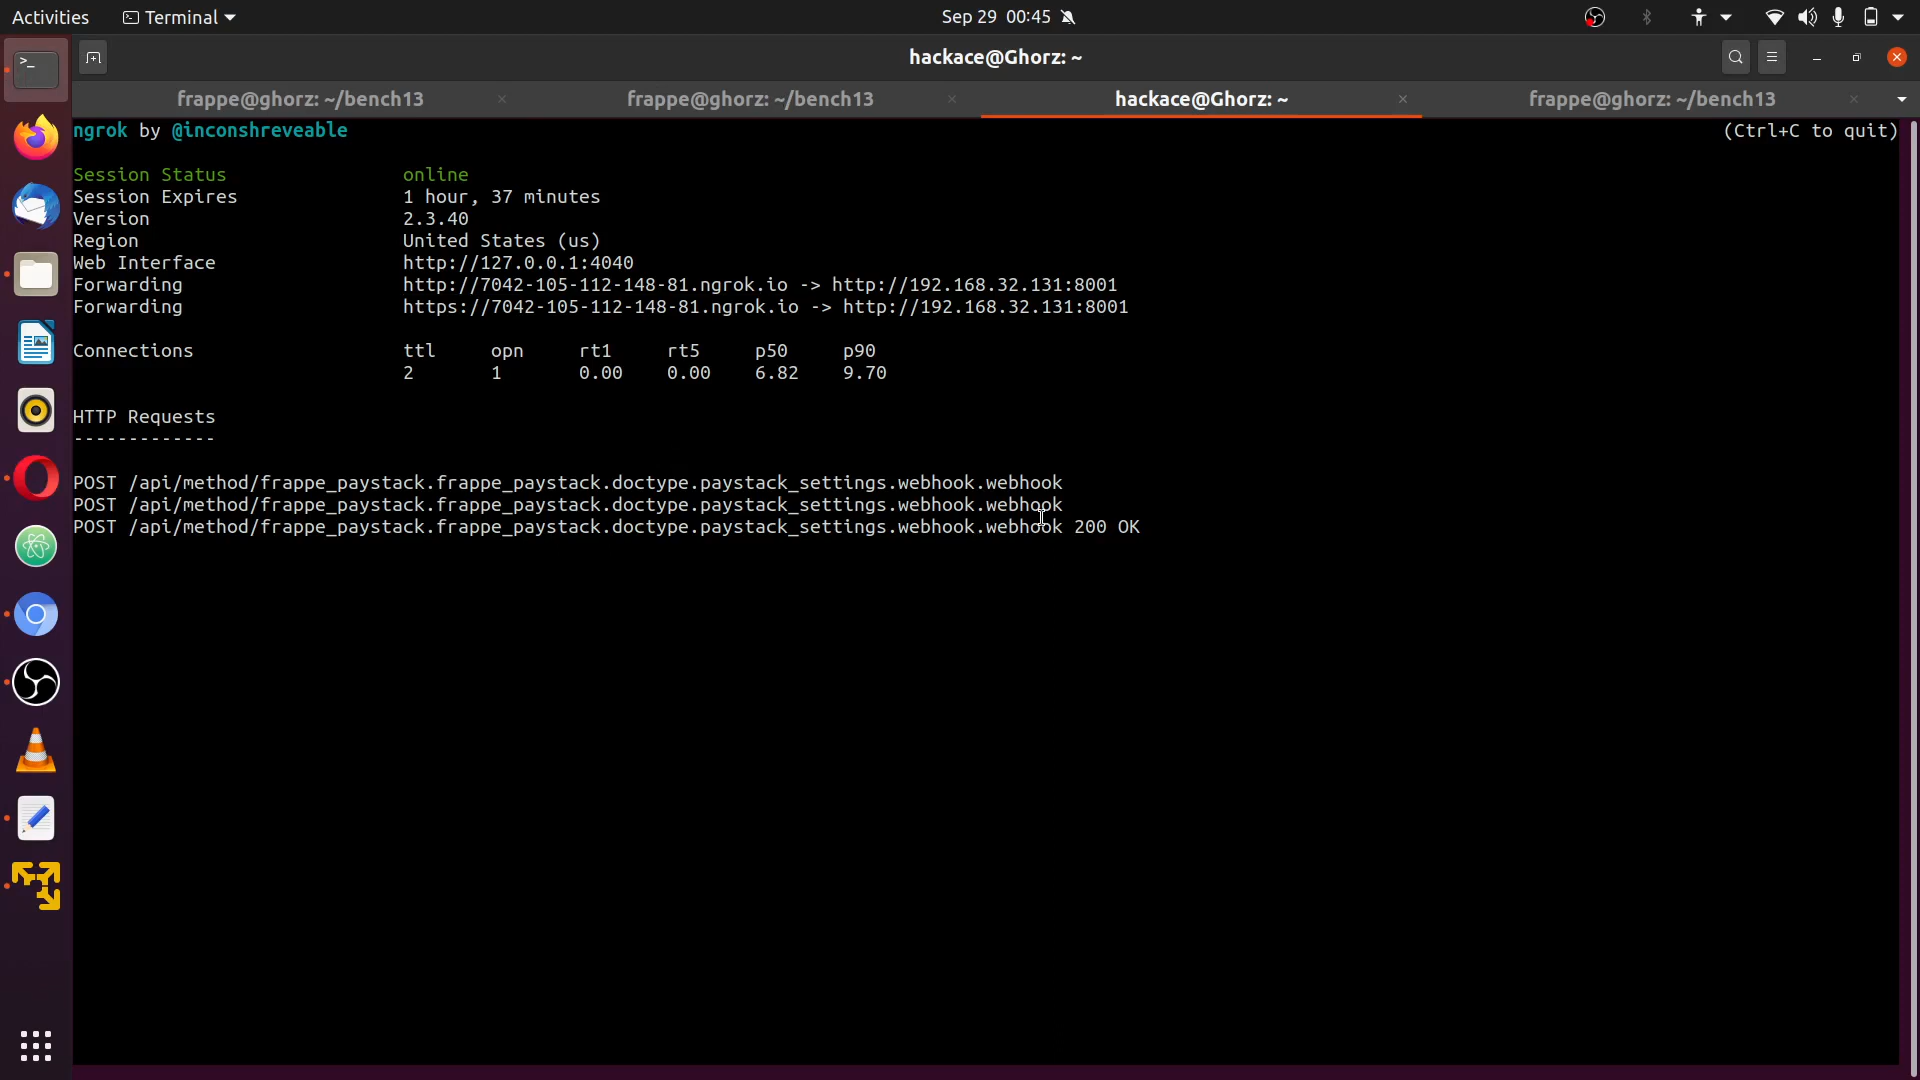 Activities Terminal Sep 29 00:45
hackace@Ghorz: ~
frappe@ghorz: ~/bench13 frappe@ghorz: ~/bench13 hackace@Ghorz: ~ frappe@ghorz: ~/bench13
ngrok by @inconshreveable (Ctrl+C to quit)
Session Status online
Session Expires 1 hour, 37 minutes
Version 2.3.40
Region United States (us)
Web Interface http://127.0.0.1:4040
Forwarding http://7042-105-112-148-81.ngrok.io -> http://192.168.32.131:8001
Forwarding https://7042-105-112-148-81.ngrok.io -> http://192.168.32.131:8001
Connections ttl opn rt1 rt5 p50 p90
2 1 0.00 0.00 6.82 9.70
HTTP Requests
-------------
POST /api/method/frappe_paystack.frappe_paystack.doctype.paystack_settings.webhook.webhook
POST /api/method/frappe_paystack.frappe_paystack.doctype.paystack_settings.webhook.webhook
POST /api/method/frappe_paystack.frappe_paystack.doctype.paystack_settings.webhook.webhook 200 OK